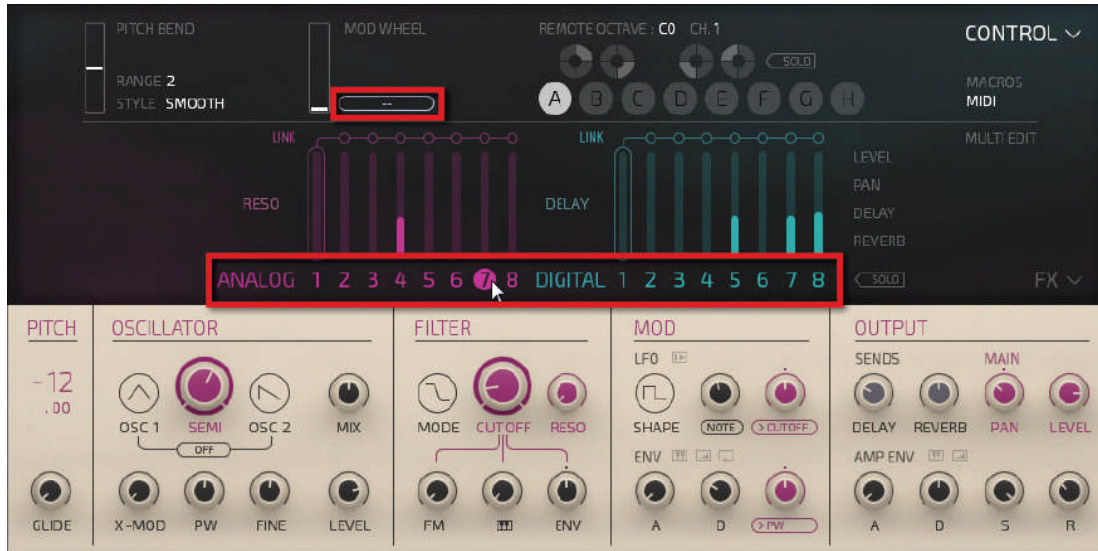 PITCH BEND MOD WHEEL REMOTE OCTAVE : C0 CH. 1 CONTROL
SOLO
RANGE 2 MACROS
STYLE SMOOTH -- A B C D E F G H MIDI
LINK LINK MULTI EDIT
LEVEL
PAN
RESO DELAY
DELAY
REVERB
ANALOG 1 2 3 4 5 6 7 8 DIGITAL 1 2 3 4 5 6 7 8 SOLO FX
PITCH OSCILLATOR FILTER MOD OUTPUT
LFO SENDS MAIN
-12
.00
OSC 1 SEMI OSC 2 MIX MODE CUTOFF RESO SHAPE NOTE >CUTOFF DELAY REVERB PAN LEVEL
OFF
ENV AMP ENV
GLIDE X-MOD PW FINE LEVEL FM ENV A D >PW A D S R